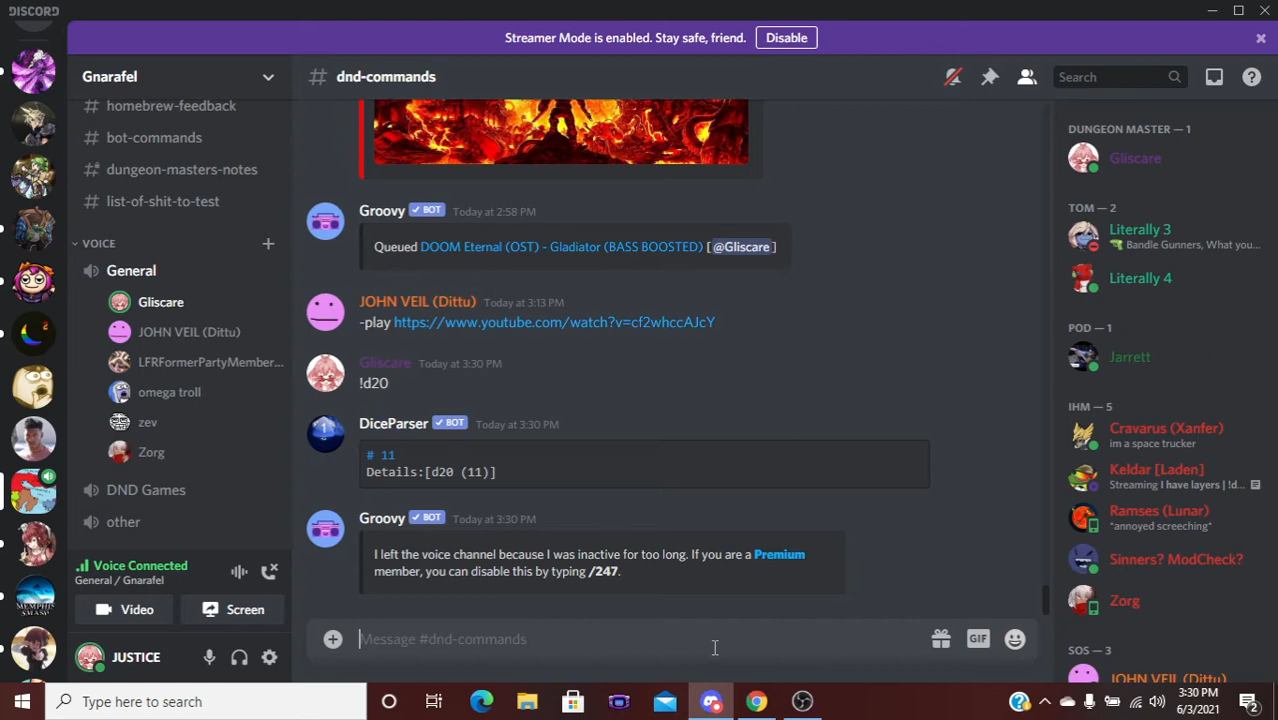 DISCORD
Streamer Mode is enabled. Stay safe, friend. Disable
Gnarafel
homebrew-feedback
bot-commands
dungeon-masters-notes
list-of-shit-to-test
VOICE
General
Gliscare
JOHN VEIL (Dittu)
LFRFormerPartyMember...
omega troll
zev
Zorg
DND Games
other
Voice Connected
General / Gnarafel
Video
Screen
JUSTICE
# dnd-commands
Search
Groovy BOT Today at 2:58 PM
Queued DOOM Eternal (OST) - Gladiator (BASS BOOSTED) [@Gliscare]
JOHN VEIL (Dittu) Today at 3:13 PM
-play https://www.youtube.com/watch?v=cf2whccAJcY
Gliscare Today at 3:30 PM
!d20
DiceParser BOT Today at 3:30 PM
# 11
Details:[d20 (11)]
Groovy BOT Today at 3:30 PM
I left the voice channel because I was inactive for too long. If you are a Premium
member, you can disable this by typing /247.
Message #dnd-commands
GIF
DUNGEON MASTER — 1
Gliscare
TOM — 2
Literally 3
Bandle Gunners, What you...
Literally 4
POD — 1
Jarrett
IHM — 5
Cravarus (Xanfer)
im a space trucker
Keldar [Laden]
Streaming I have layers | !d...
Ramses (Lunar)
*annoyed screeching*
Sinners? ModCheck?
Zorg
SOS — 3
JOHN VEIL (Dittu)
Type here to search
3:30 PM
6/3/2021
2